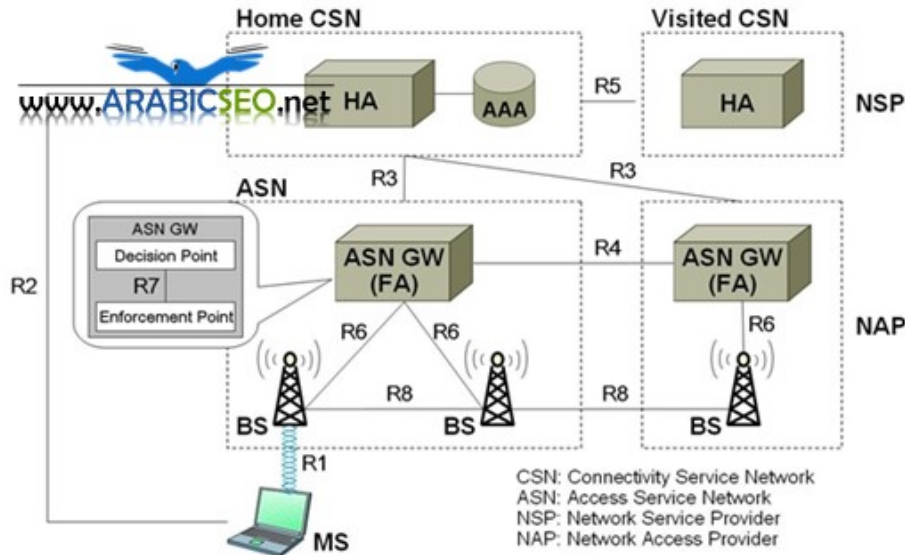 Home CSN
Visited CSN
www.ARABICSEO.net
HA
AAA
R5
HA
NSP
R3
R3
ASN
ASN GW
Decision Point
R7
Enforcement Point
R2
ASN GW
(FA)
R4
ASN GW
(FA)
R6
R6
R6
NAP
R8
R8
BS
BS
BS
R1
MS
CSN: Connectivity Service Network
ASN: Access Service Network
NSP: Network Service Provider
NAP: Network Access Provider